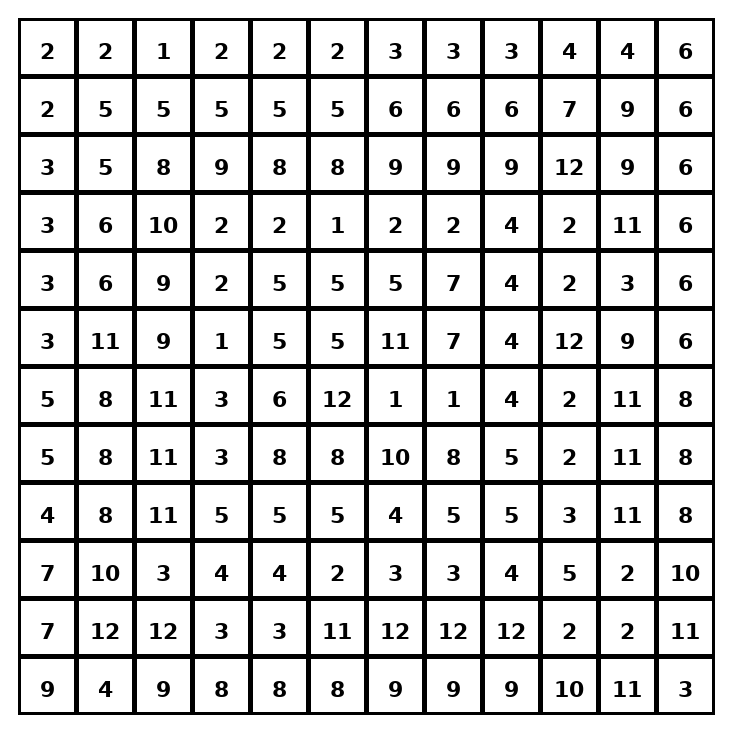 2 2 1 2 2 2 3 3 3 4 4 6
2 5 5 5 5 5 6 6 6 7 9 6
3 5 8 9 8 8 9 9 9 12 9 6
3 6 10 2 2 1 2 2 4 2 11 6
3 6 9 2 5 5 5 7 4 2 3 6
3 11 9 1 5 5 11 7 4 12 9 6
5 8 11 3 6 12 1 1 4 2 11 8
5 8 11 3 8 8 10 8 5 2 11 8
4 8 11 5 5 5 4 5 5 3 11 8
7 10 3 4 4 2 3 3 4 5 2 10
7 12 12 3 3 11 12 12 12 2 2 11
9 4 9 8 8 8 9 9 9 10 11 3